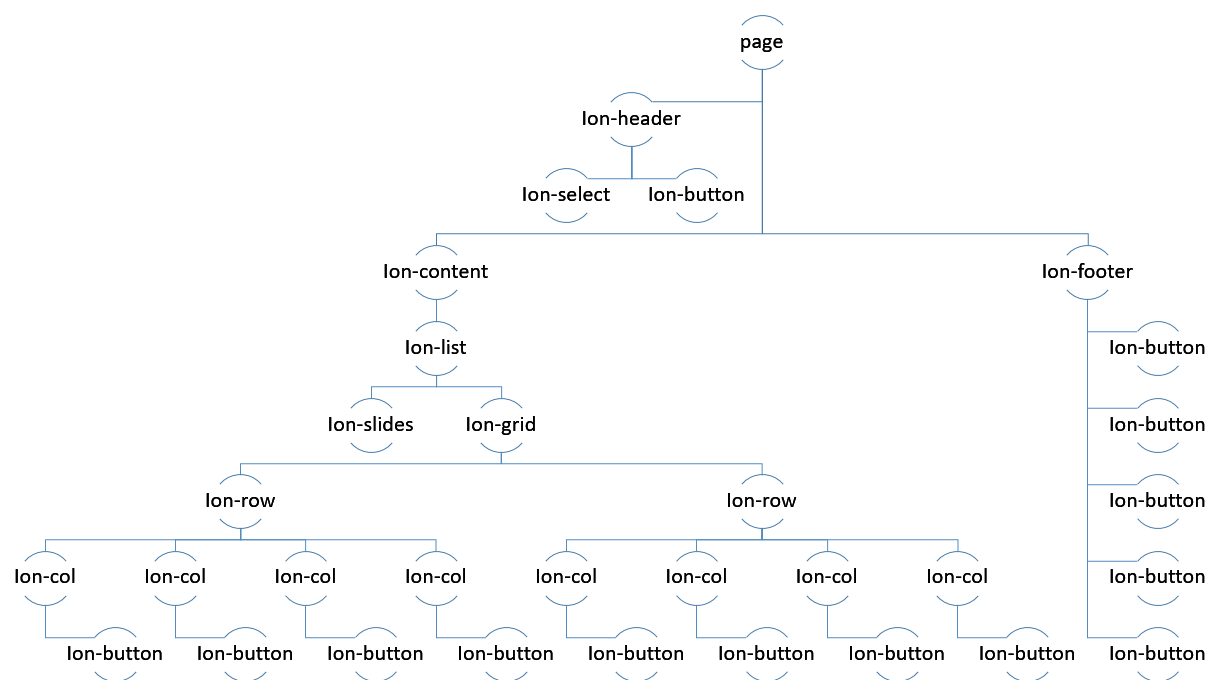 page
Ion-header
Ion-select Ion-button
Ion-content Ion-footer
Ion-list Ion-button
Ion-slides Ion-grid Ion-button
Ion-row Ion-row Ion-button
Ion-col Ion-col Ion-col Ion-col Ion-col Ion-col Ion-col Ion-col Ion-button
Ion-button Ion-button Ion-button Ion-button Ion-button Ion-button Ion-button Ion-button Ion-button